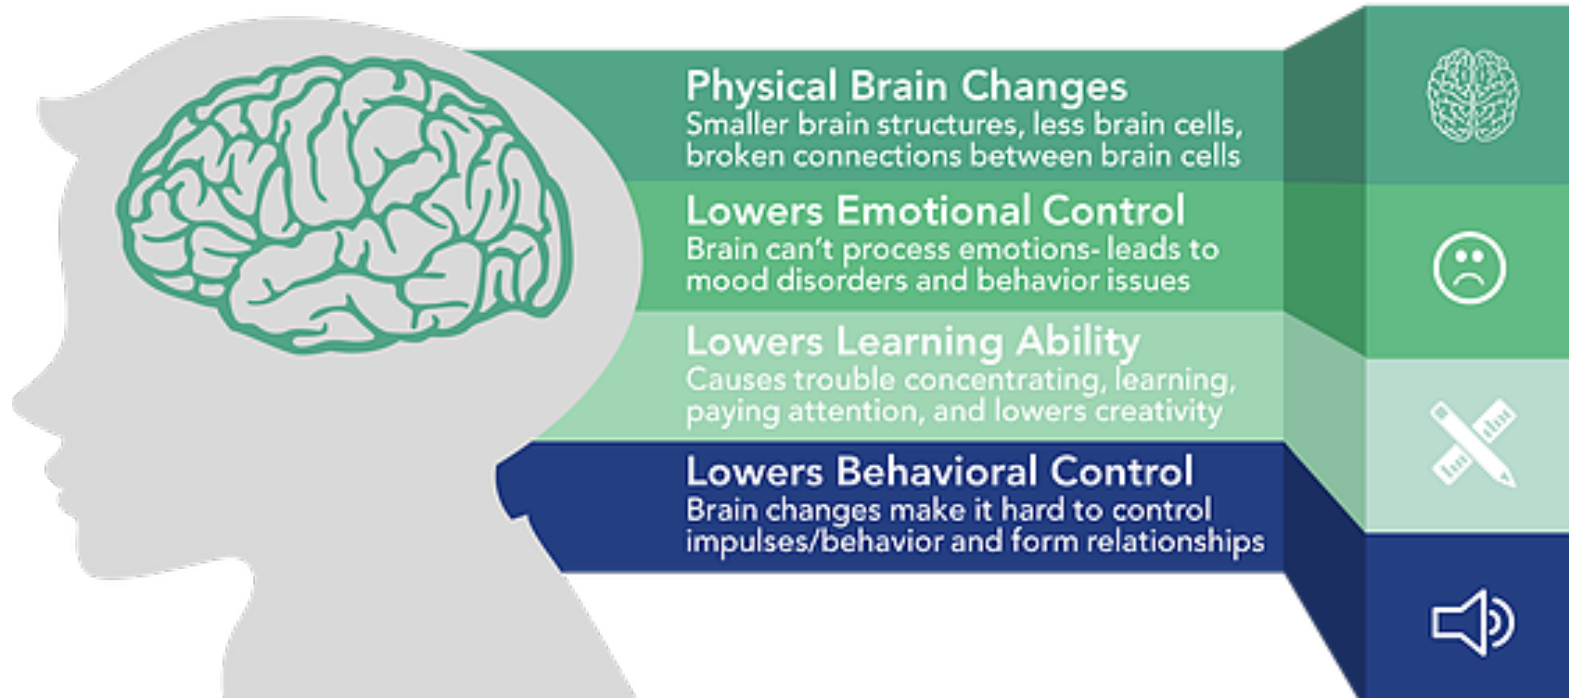 Physical Brain Changes
Smaller brain structures, less brain cells,
broken connections between brain cells
Lowers Emotional Control
Brain can't process emotions- leads to
mood disorders and behavior issues
Lowers Learning Ability
Causes trouble concentrating, learning,
paying attention, and lowers creativity
Lowers Behavioral Control
Brain changes make it hard to control
impulses/behavior and form relationships